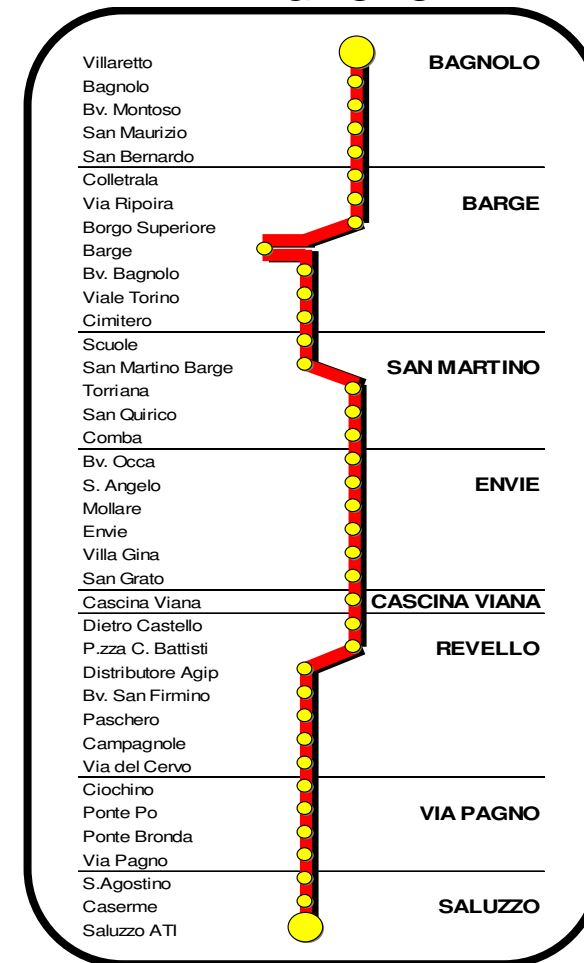 Villaretto BAGNOLO
Bagnolo
Bv. Montoso
San Maurizio
San Bernardo
Colletrala
Via Ripoira BARGE
Borgo Superiore
Barge
Bv. Bagnolo
Viale Torino
Cimitero
Scuole
San Martino Barge SAN MARTINO
Torriana
San Quirico
Comba
Bv. Occa
S. Angelo ENVIE
Mollare
Envie
Villa Gina
San Grato
Cascina Viana CASCINA VIANA
Dietro Castello
P.zza C. Battisti REVELLO
Distributore Agip
Bv. San Firmino
Paschero
Campagnole
Via del Cervo
Ciochino
Ponte Po VIA PAGNO
Ponte Bronda
Via Pagno
S.Agostino
Caserme SALUZZO
Saluzzo ATI